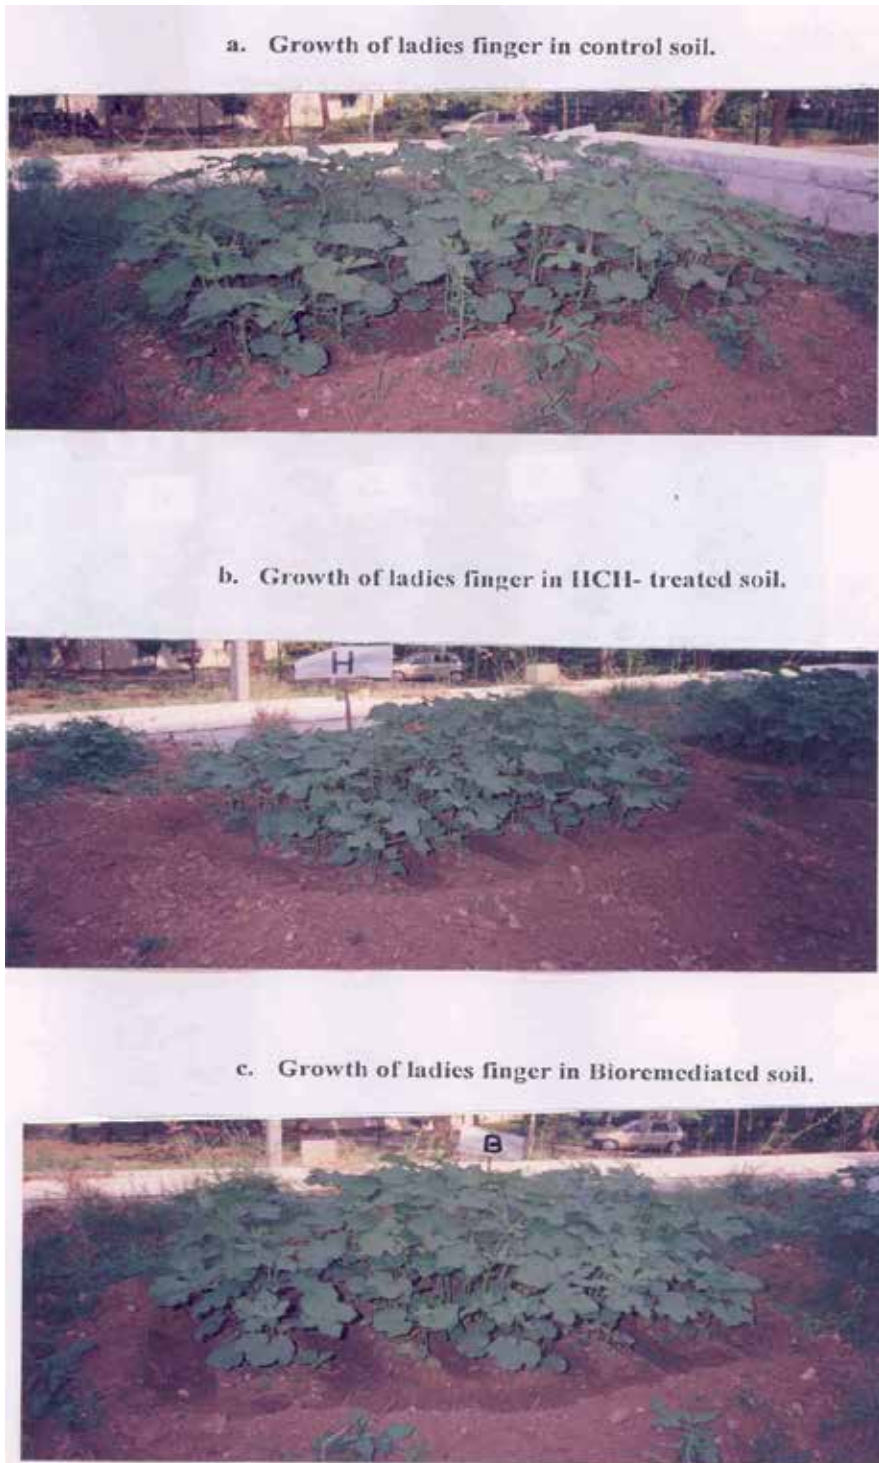 a. Growth of ladies finger in control soil.
b. Growth of ladies finger in HCH- treated soil.
H
c. Growth of ladies finger in Bioremediated soil.
B